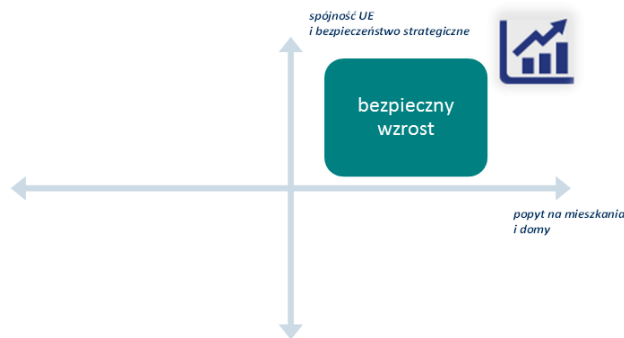 spójność UE
i bezpieczeństwo strategiczne
bezpieczny
wzrost
popyt na mieszkania
i domy